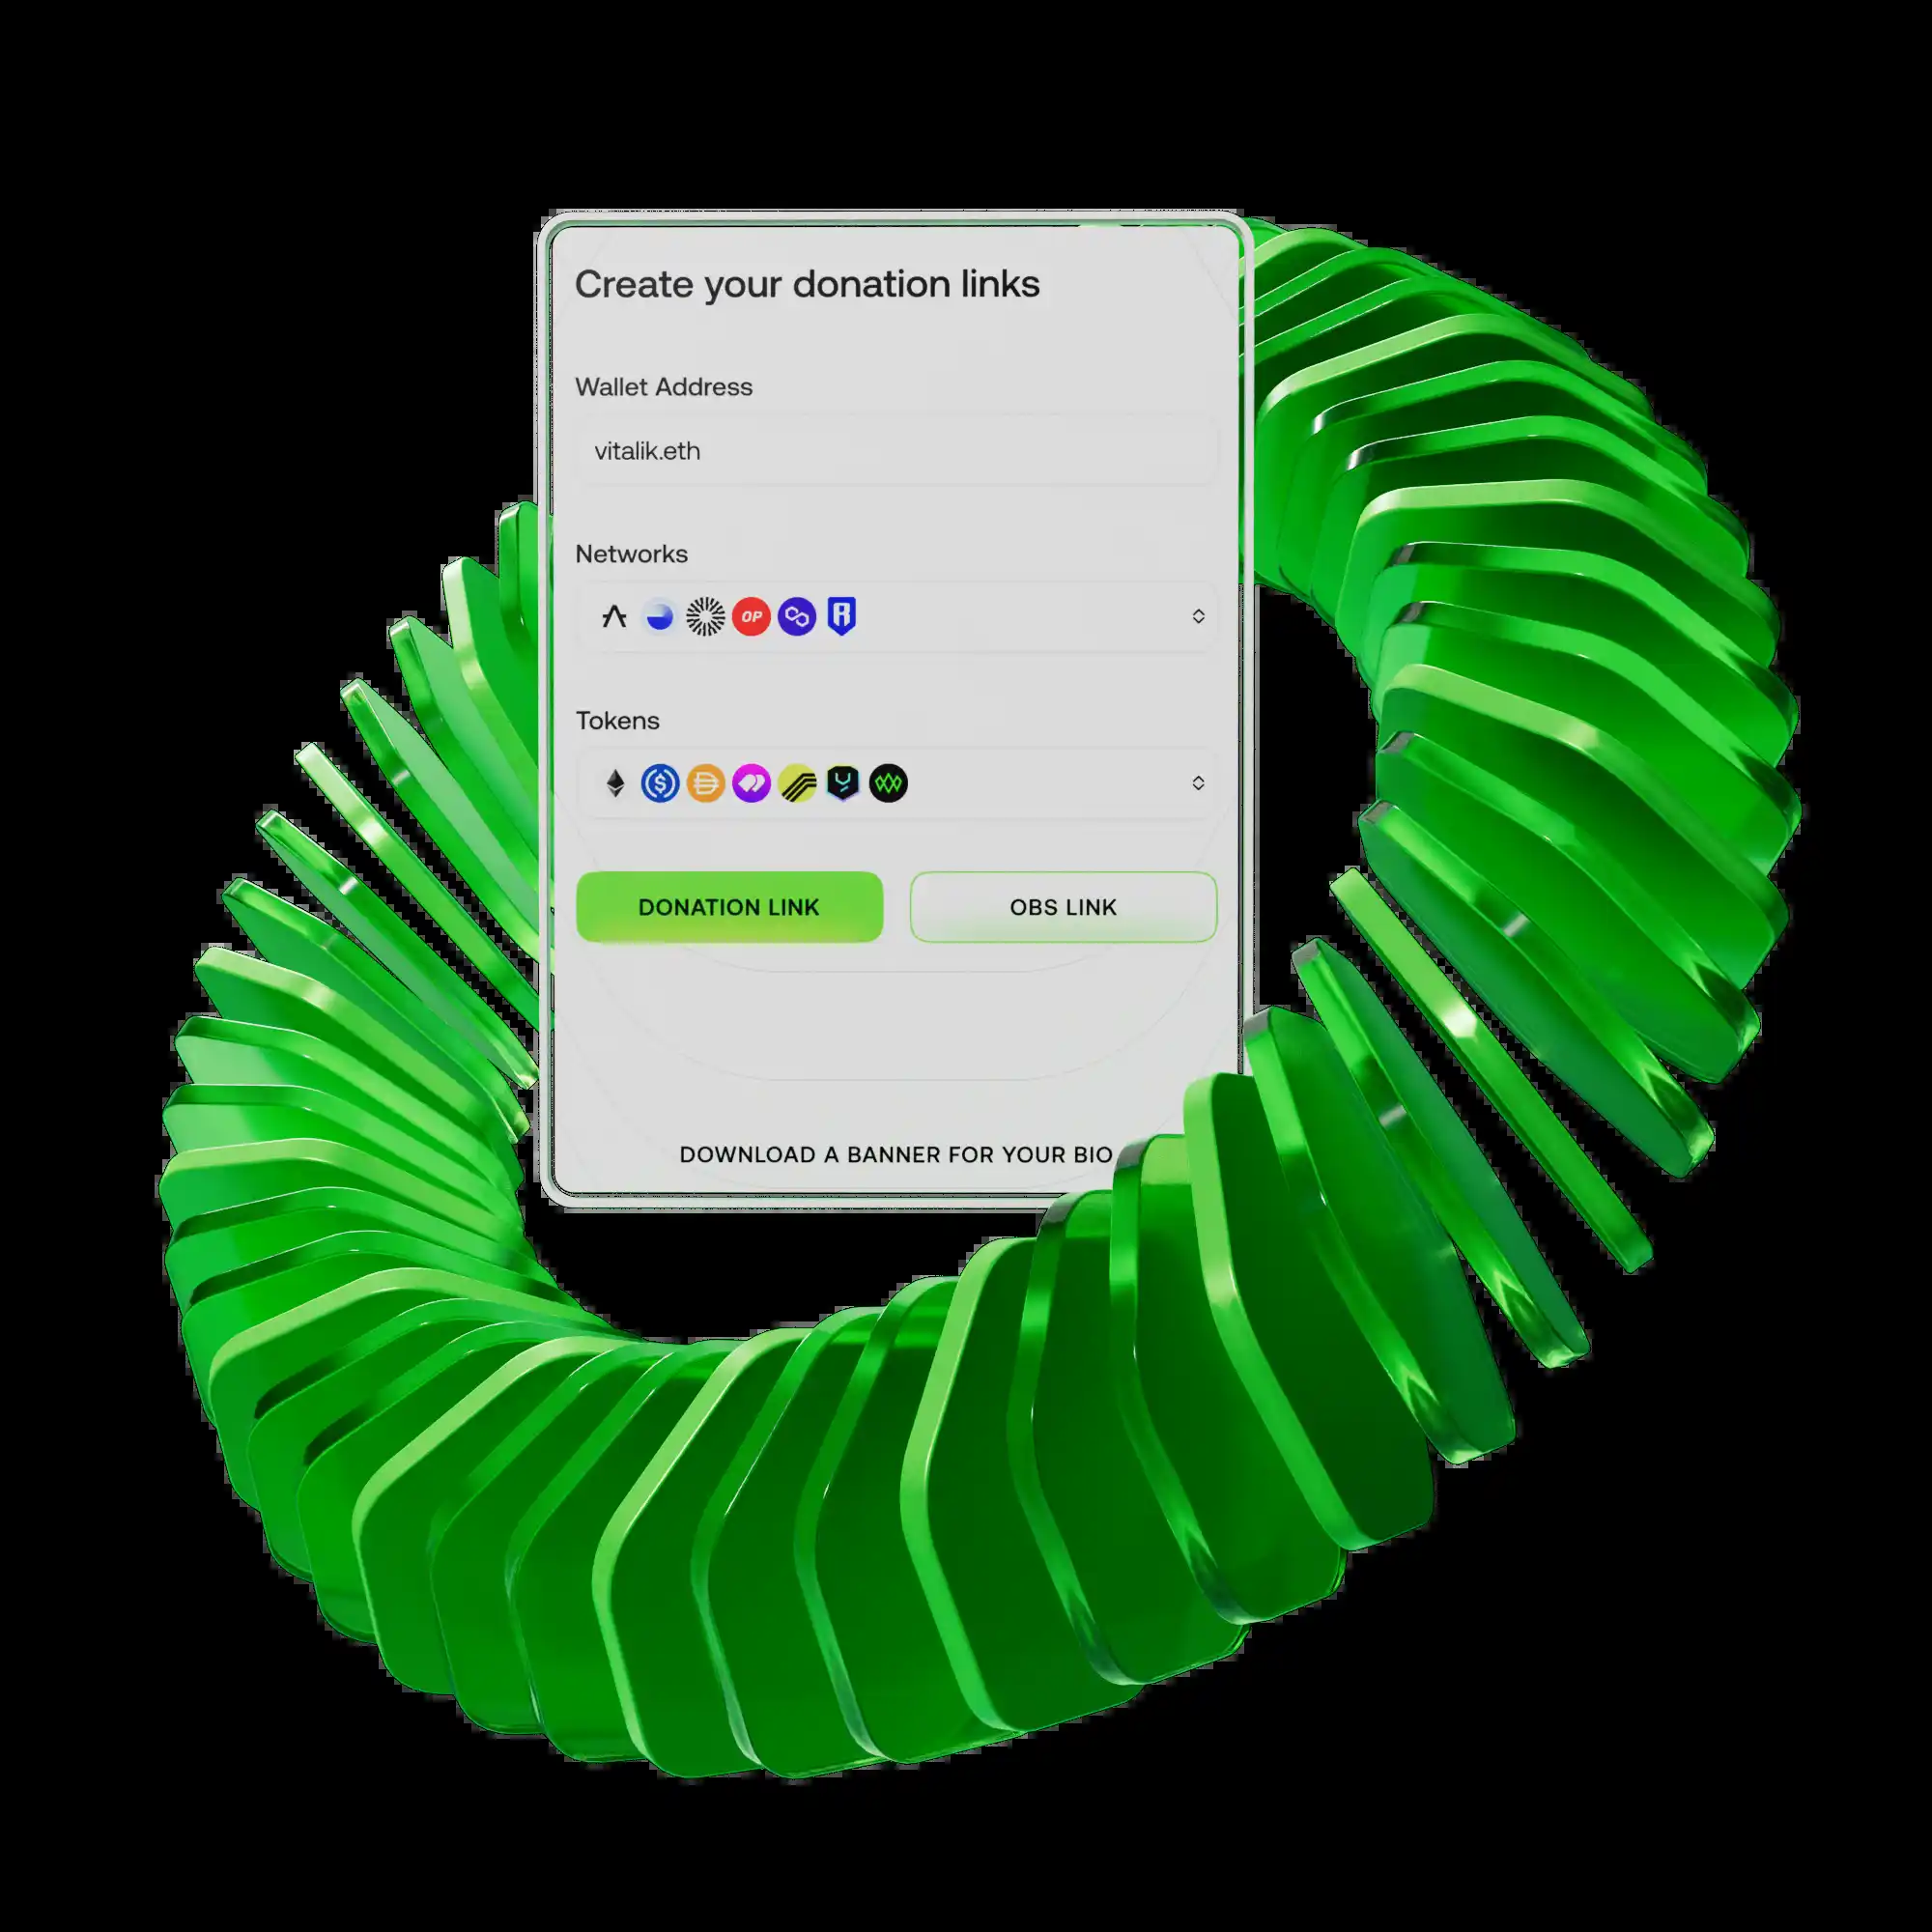 Create your donation links
Wallet Address
vitalik.eth
Networks
OP
Tokens
DONATION LINK
OBS LINK
DOWNLOAD A BANNER FOR YOUR BIO